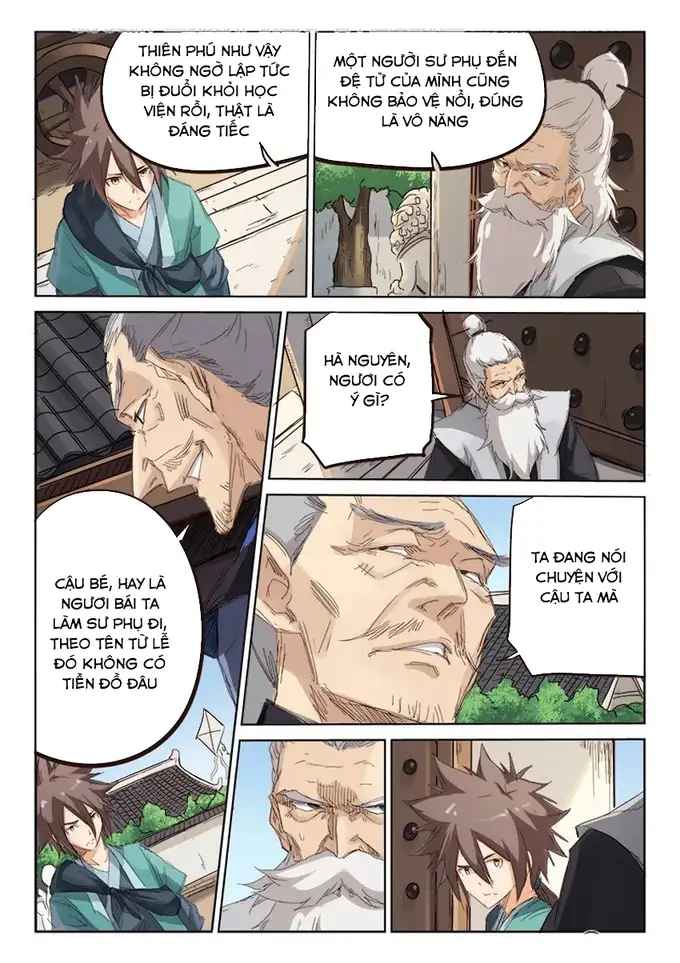 THIÊN PHÚ NHƯ VẬY
KHÔNG NGỜ LẬP TỨC
BỊ ĐUỔI KHỎI HỌC
VIỆN RỒI, THẬT LÀ
ĐÁNG TIẾC
MỘT NGƯỜI SƯ PHỤ ĐẾN
ĐỆ TỬ CỦA MÌNH CŨNG
KHÔNG BẢO VỆ NỔI, ĐÚNG
LÀ VÔ NĂNG
HÀ NGUYÊN,
NGƯƠI CÓ
Ý GÌ?
TA ĐANG NÓI
CHUYỆN VỚI
CẬU TA MÀ
CẬU BÉ, HAY LÀ
NGƯƠI BÁI TA
LÀM SƯ PHỤ ĐI,
THEO TÊN TỪ LỄ
ĐÓ KHÔNG CÓ
TIỀN ĐỒ ĐÂU